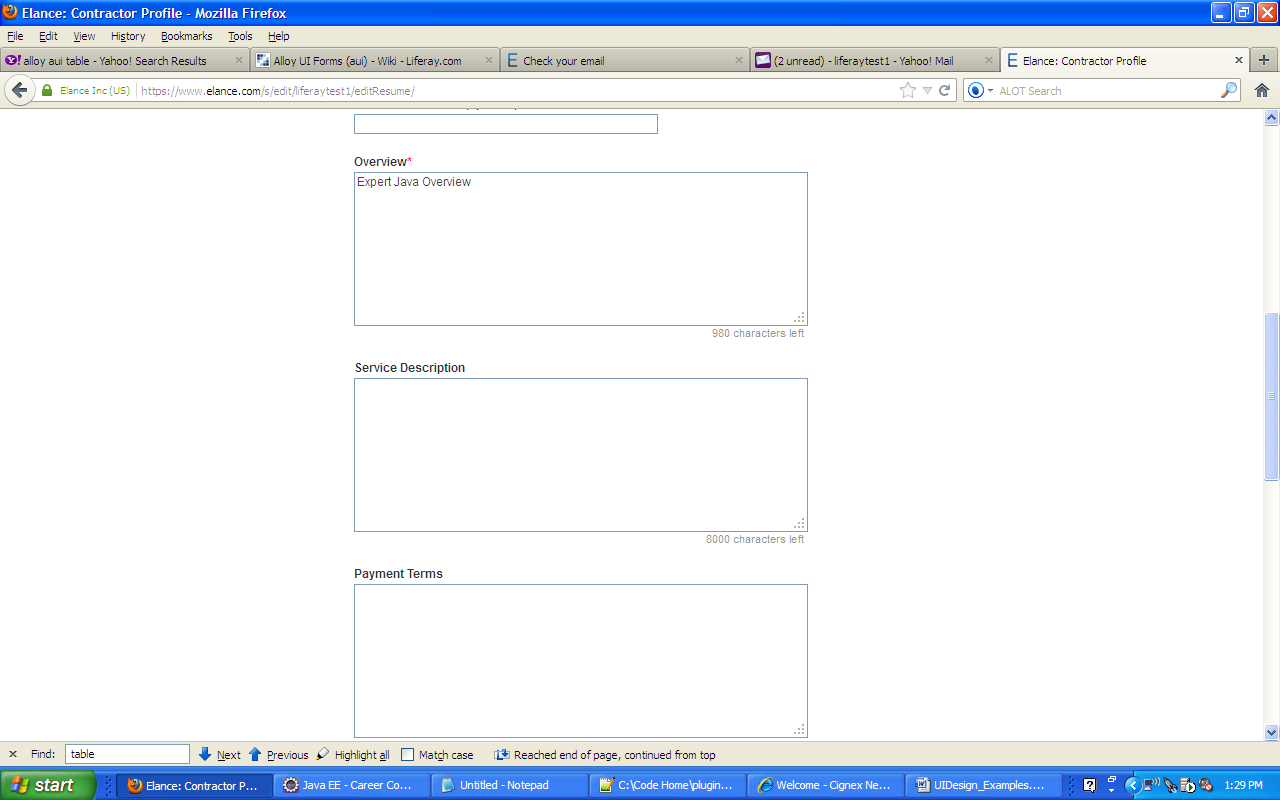 Elance: Contractor Profile - Mozilla Firefox
File Edit View History Bookmarks Tools Help
alloy aui table - Yahoo! Search Results
Alloy UI Forms (aui) - Wiki - Liferay.com
Check your email
(2 unread) - liferaytest1 - Yahoo! Mail
Elance: Contractor Profile
Elance Inc (US) https://www.elance.com/s/edit/liferaytest1/editResume/
ALOT Search
Overview*
Expert Java Overview
980 characters left
Service Description
8000 characters left
Payment Terms
Find: table Next Previous Highlight all Match case Reached end of page, continued from top
start
Elance: Contractor P...
Java EE - Career Co...
Untitled - Notepad
C:\Code Home\plugin...
Welcome - Cignex Ne...
UIDesign_Examples....
1:29 PM